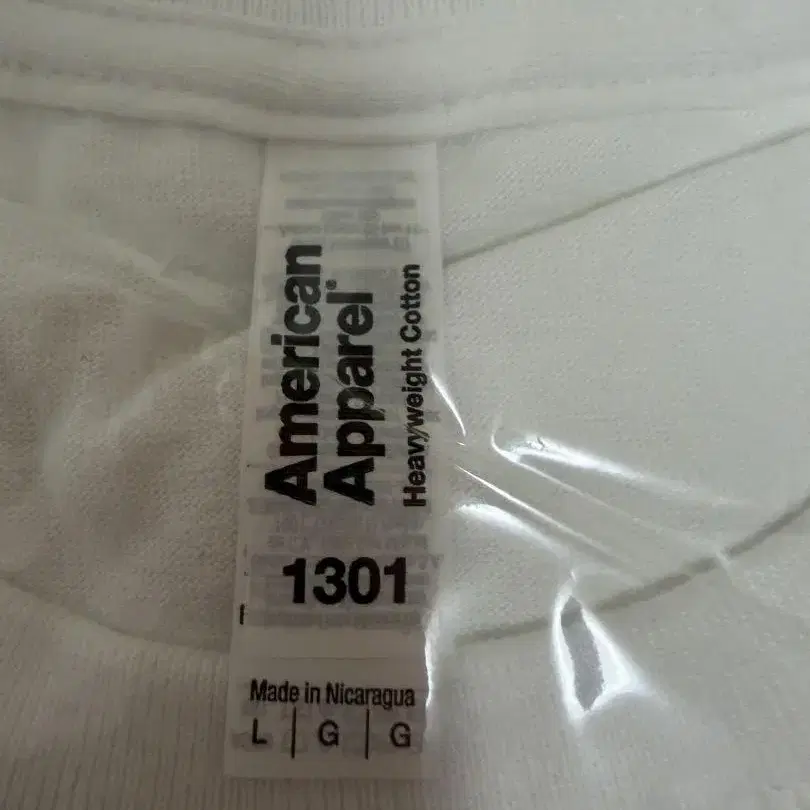 American
Apparel®
Heavyweight Cotton
1301
Made in Nicaragua
L | G | G